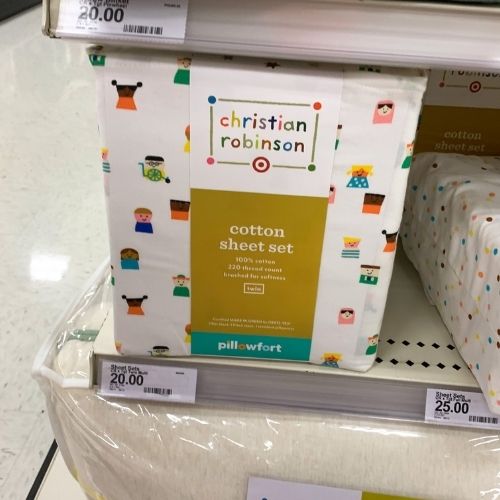 20.00
christian
robinson
robinson
cotton
sheet set
cotton
sheet set
100% cotton
220 thread count
brushed for softness
twin
pillowfort
Sheet Sets
20.00
Sheet Sets
25.00